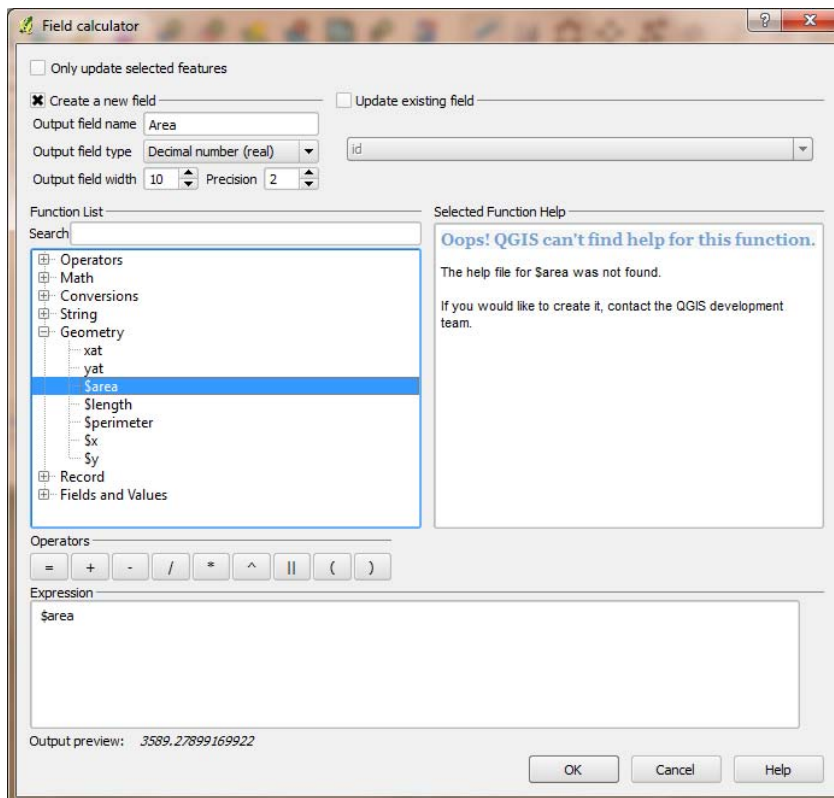 Field calculator
Only update selected features
Create a new field
Update existing field
Output field name Area
Output field type Decimal number (real)
id
Output field width 10 Precision 2
Function List
Selected Function Help
Search
Operators
Math
Conversions
String
Geometry
xat
yat
$area
$length
$perimeter
$x
$y
Record
Fields and Values
Oops! QGIS can't find help for this function.
The help file for $area was not found.
If you would like to create it, contact the QGIS development
team.
Operators
= + - / * ^ || ( )
Expression
$area
Output preview: 3589.27899169922
OK Cancel Help